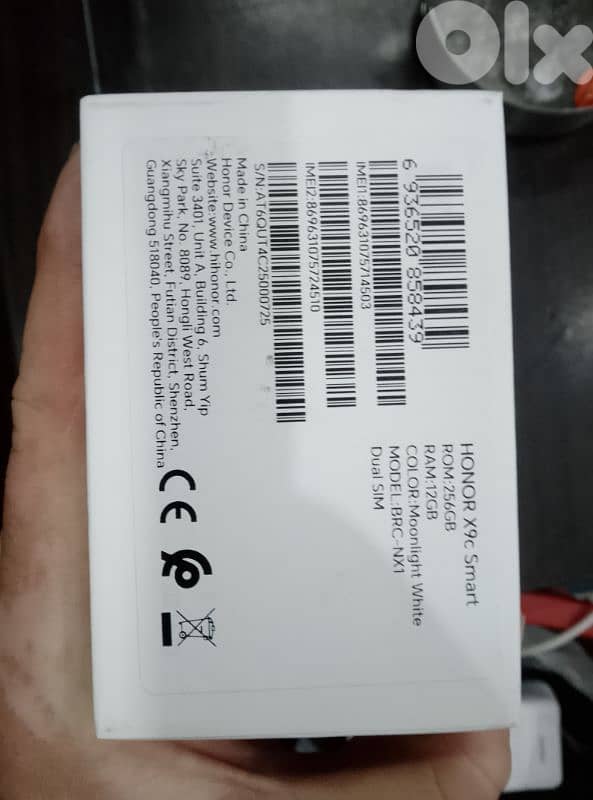 Olx
HONOR X9c Smart
ROM:256GB
RAM:12GB
COLOR:Moonlight White
MODEL:BRC-NX1
Dual SIM
6 936520 858439
IMEI1:869631075714503
IMEI2:869631075724510
S/N:AT6QUT4C25000725
Made in China
Honor Device Co., Ltd.
Website:www.hihonor.com
Suite 3401, Unit A, Building 6, Shum Yip
Sky Park, No. 8089, Hongli West Road,
Xiangmihu Street, Futian District, Shenzhen,
Guangdong 518040, People's Republic of China
CE